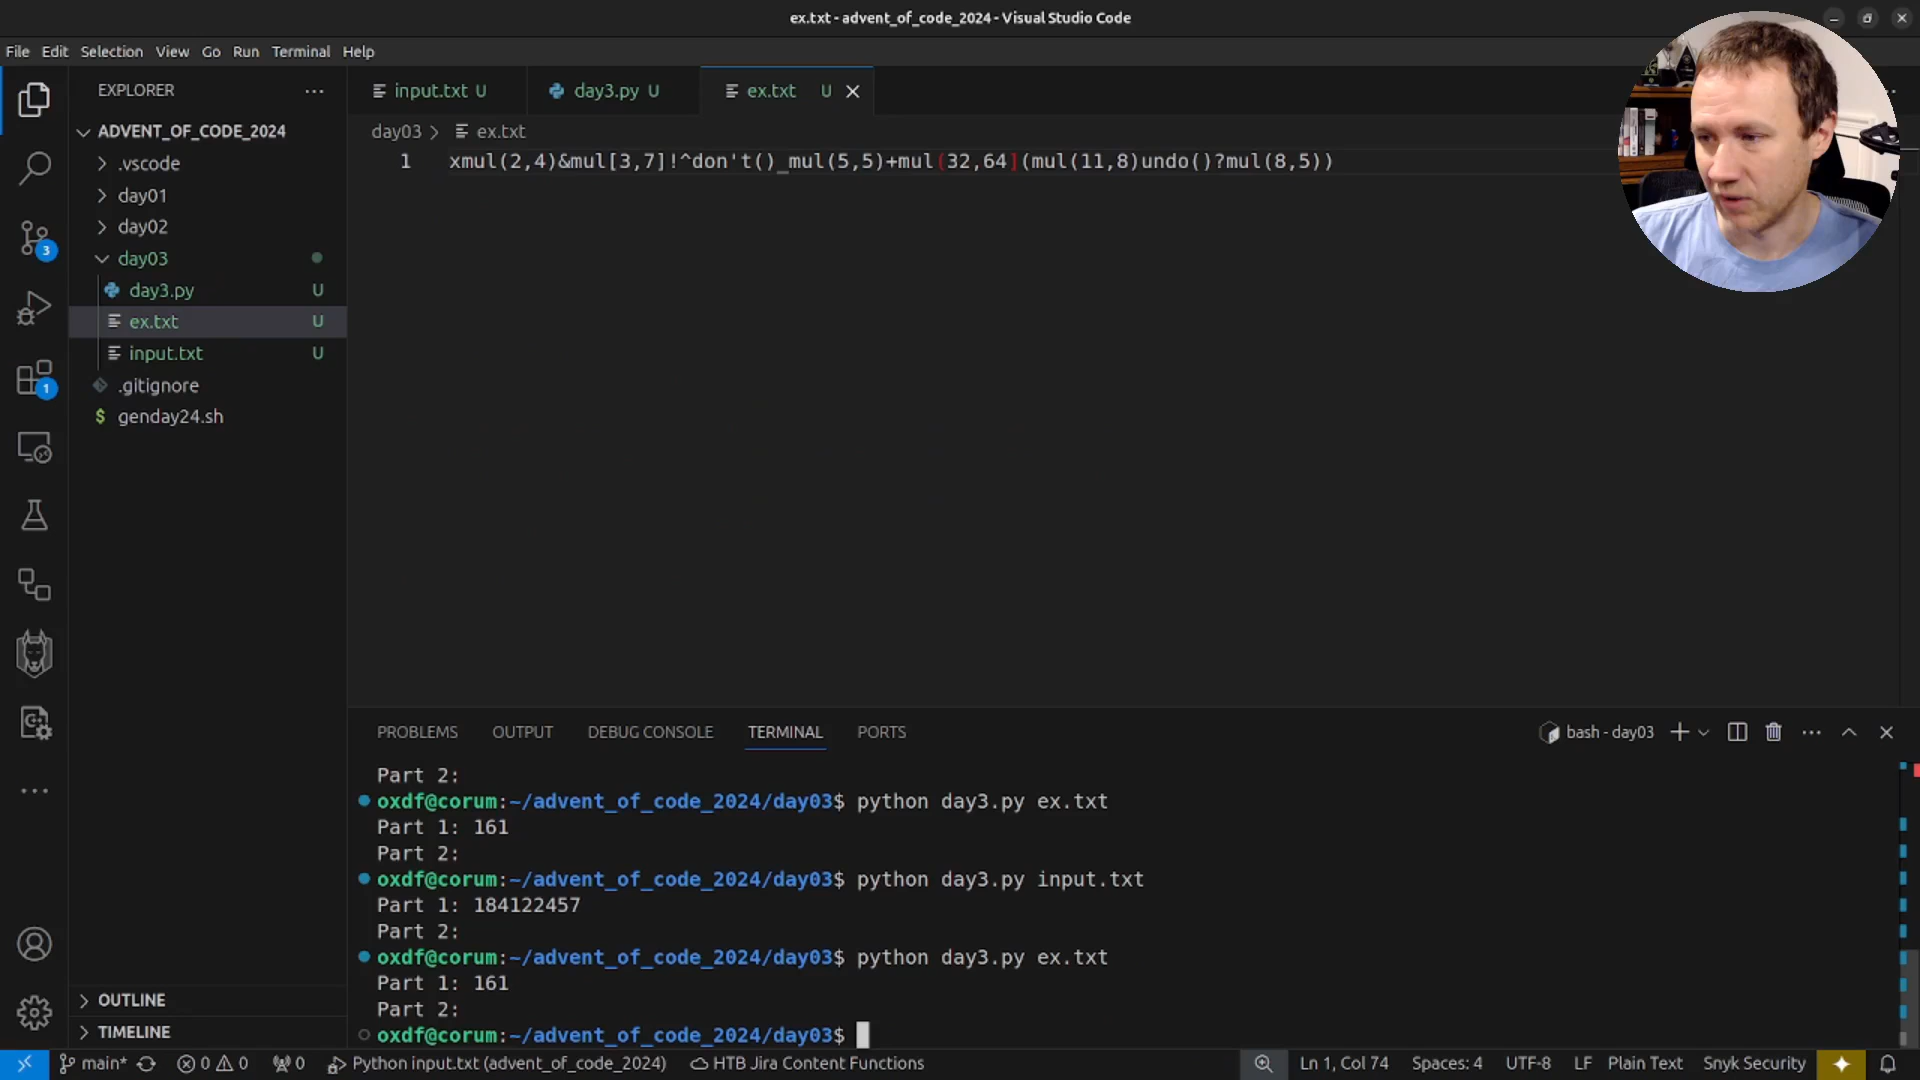 ex.txt - advent_of_code_2024 - Visual Studio Code
File Edit Selection View Go Run Terminal Help
EXPLORER
input.txt U
day3.py U
ex.txt U
ADVENT_OF_CODE_2024
day03 > ex.txt
1 xmul(2,4)&mul[3,7]!^don't()_mul(5,5)+mul(32,64](mul(11,8)undo()?mul(8,5))
.vscode
day01
day02
day03
day3.py U
ex.txt U
input.txt U
.gitignore
$ genday24.sh
3
1
PROBLEMS OUTPUT DEBUG CONSOLE TERMINAL PORTS
bash - day03
Part 2:
oxdf@corum:~/advent_of_code_2024/day03$ python day3.py ex.txt
Part 1: 161
Part 2:
oxdf@corum:~/advent_of_code_2024/day03$ python day3.py input.txt
Part 1: 184122457
Part 2:
oxdf@corum:~/advent_of_code_2024/day03$ python day3.py ex.txt
Part 1: 161
Part 2:
oxdf@corum:~/advent_of_code_2024/day03$
OUTLINE
TIMELINE
main* 0 0 0 Python input.txt (advent_of_code_2024) HTB Jira Content Functions Ln 1, Col 74 Spaces: 4 UTF-8 LF Plain Text Snyk Security